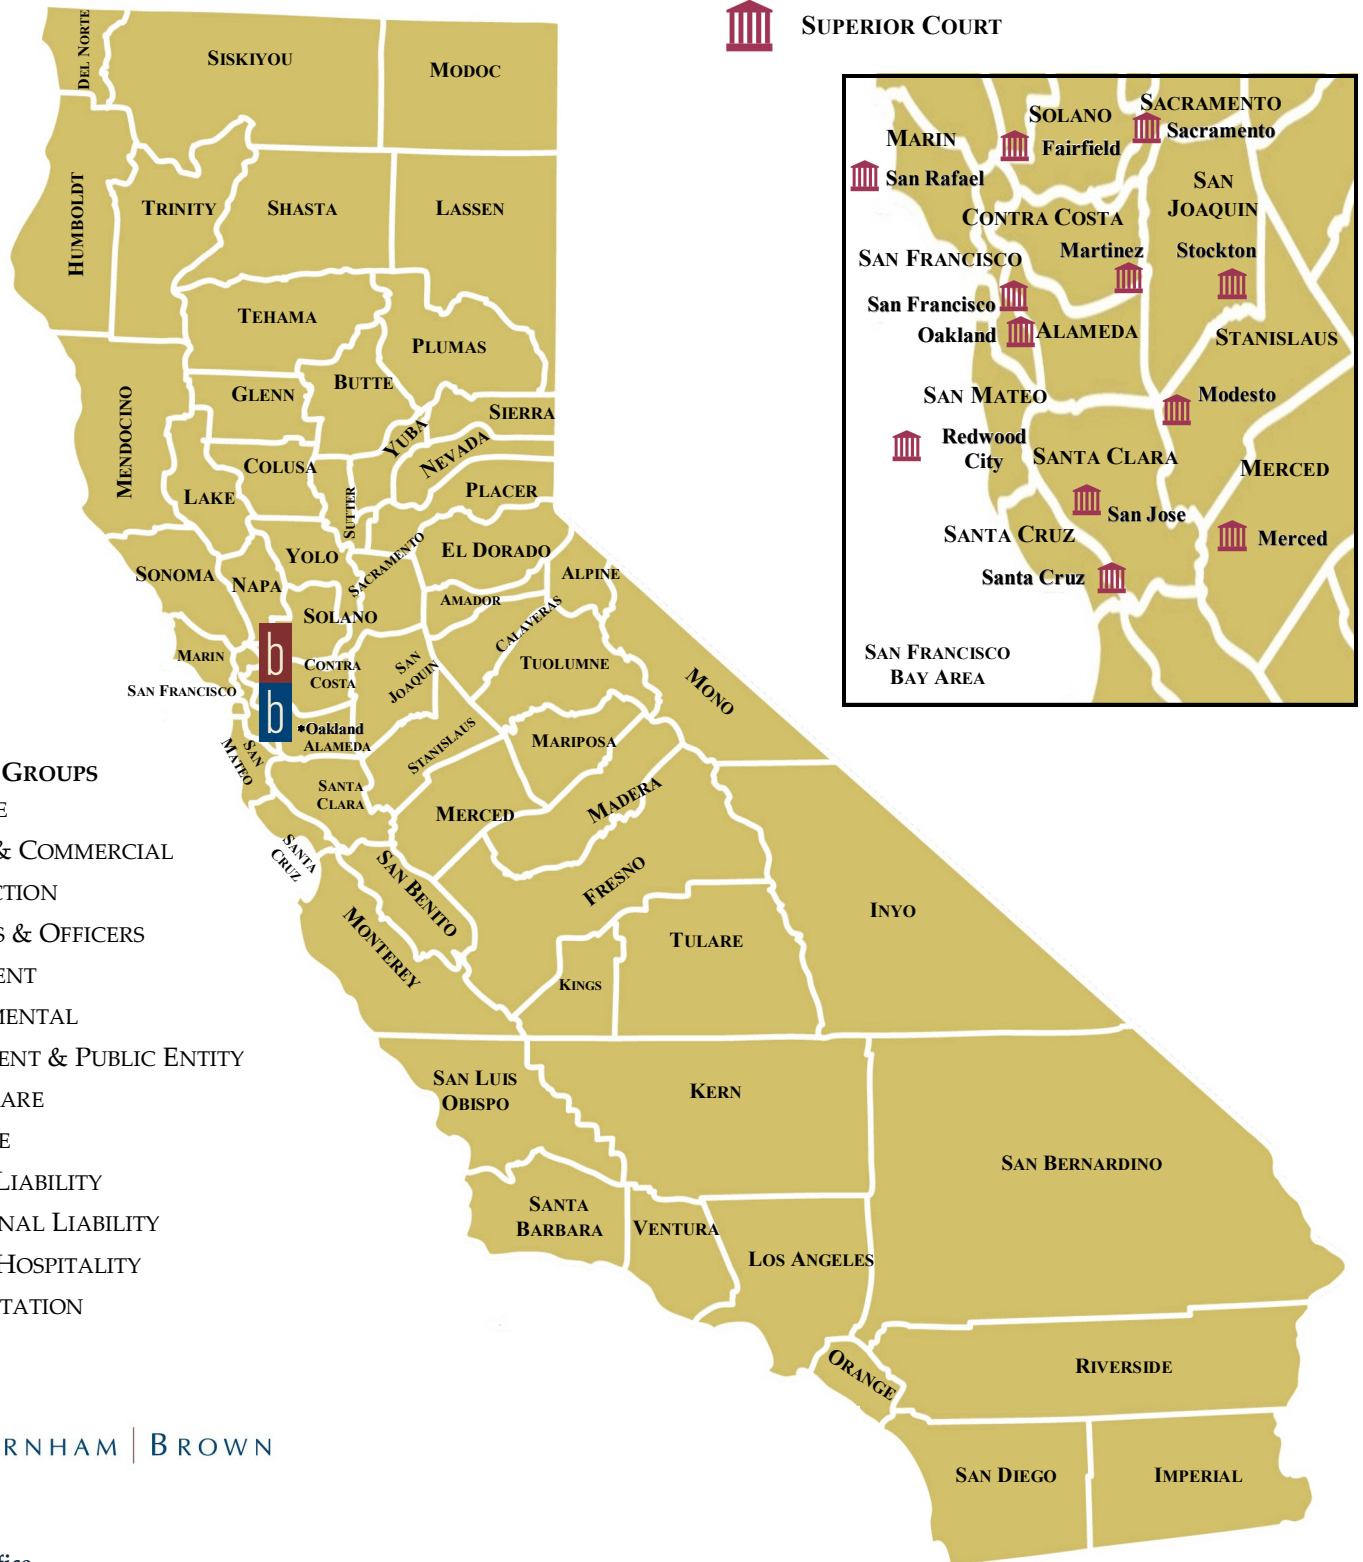 SUPERIOR COURT
DEL NORTE
SISKIYOU
MODOC
HUMBOLDT
TRINITY
SHASTA
LASSEN
TEHAMA
PLUMAS
BUTTE
GLENN
MENDOCINO
SIERRA
YUBA
NEVADA
COLUSA
LAKE
SUTTER
PLACER
YOLO
SACRAMENTO
EL DORADO
SONOMA
NAPA
ALPINE
AMADOR
SOLANO
CALAVERAS
MARIN
b
CONTRA
COSTA
SAN
JOAQUIN
TUOLUMNE
SAN FRANCISCO
b
MONO
*Oakland
ALAMEDA
STANISLAUS
MARIPOSA
SAN
MATEO
SANTA
CLARA
MERCED
MADERA
SANTA
CRUZ
SAN BENITO
FRESNO
INYO
MONTEREY
TULARE
KINGS
SAN LUIS
OBISPO
KERN
SAN BERNARDINO
SANTA
BARBARA
VENTURA
LOS ANGELES
ORANGE
RIVERSIDE
SAN DIEGO
IMPERIAL
SOLANO
SACRAMENTO
Sacramento
MARIN
Fairfield
San Rafael
SAN
JOAQUIN
CONTRA COSTA
Martinez
Stockton
SAN FRANCISCO
San Francisco
Oakland
ALAMEDA
STANISLAUS
SAN MATEO
Modesto
Redwood
City
SANTA CLARA
MERCED
San Jose
SANTA CRUZ
Merced
Santa Cruz
SAN FRANCISCO
BAY AREA
GROUPS
E
& COMMERCIAL
CTION
S & OFFICERS
ENT
MENTAL
ENT & PUBLIC ENTITY
ARE
E
LIABILITY
NAL LIABILITY
HOSPITALITY
TATION
RNHAM | BROWN